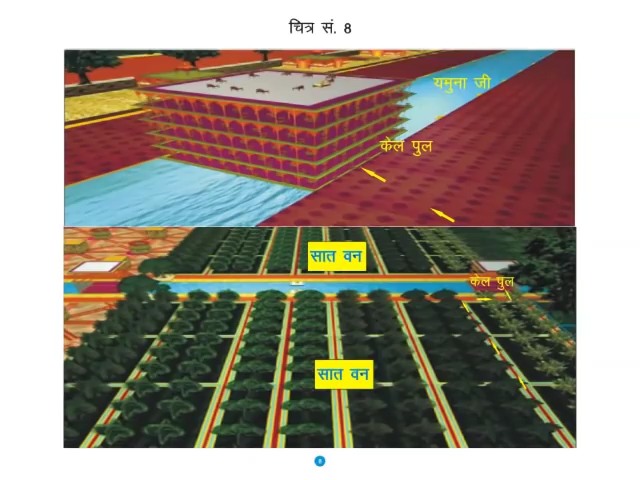 चित्र सं. 8
यमुना जी
केल पुल
सात वन
केल पुल
सात वन
8